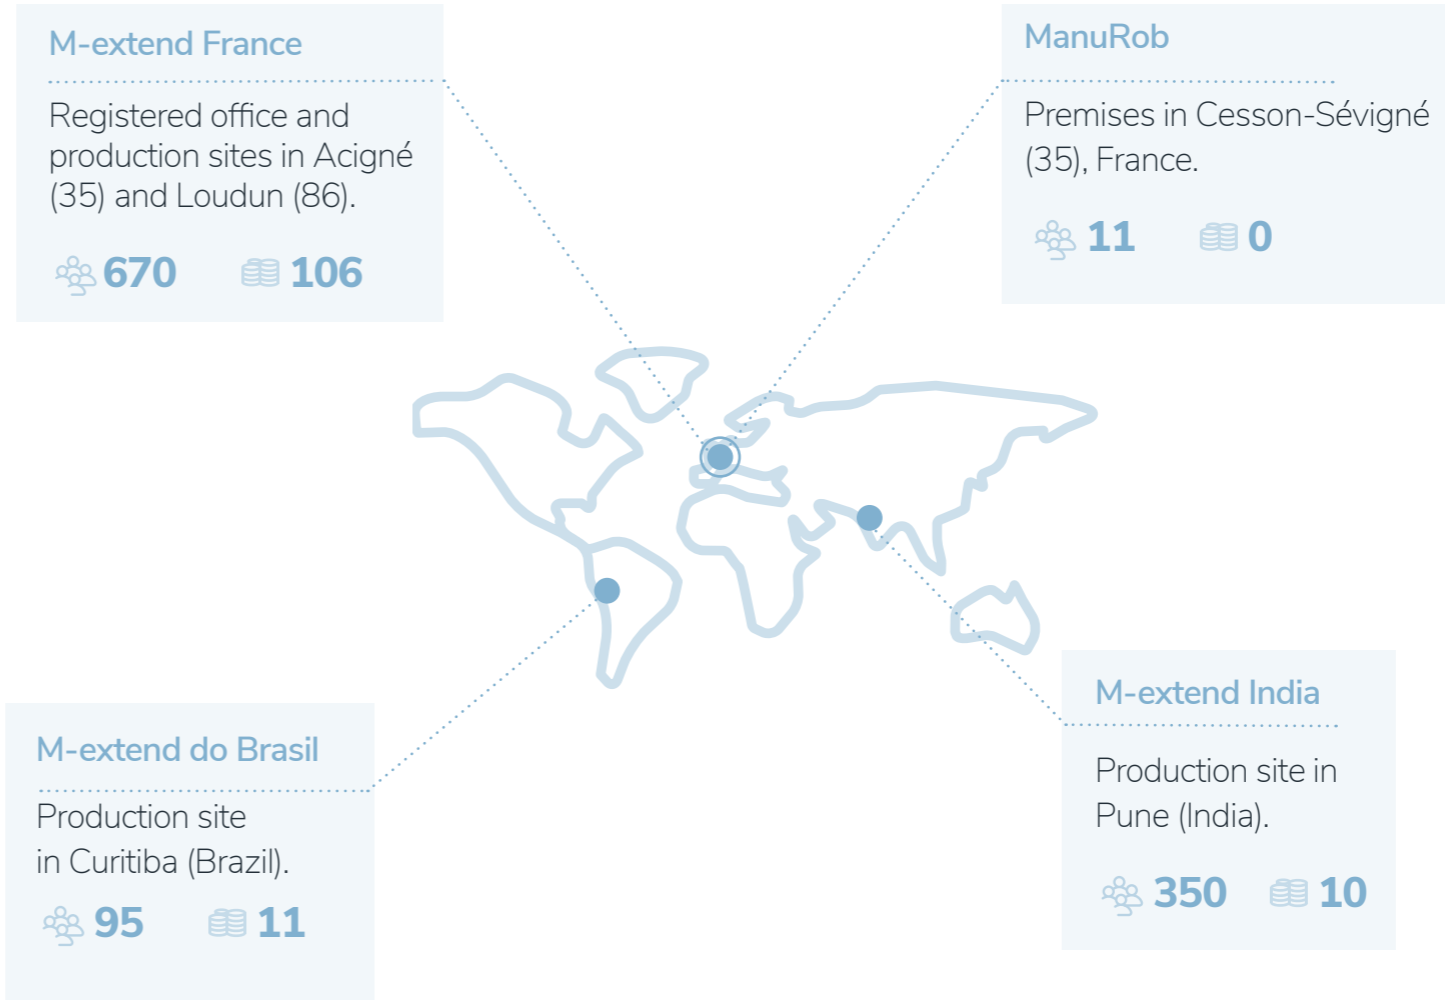 M-extend France
Registered office and
production sites in Acigné
(35) and Loudun (86).
670 106
ManuRob
Premises in Cesson-Sévigné
(35), France.
11 0
M-extend do Brasil
Production site
in Curitiba (Brazil).
95 11
M-extend India
Production site in
Pune (India).
350 10